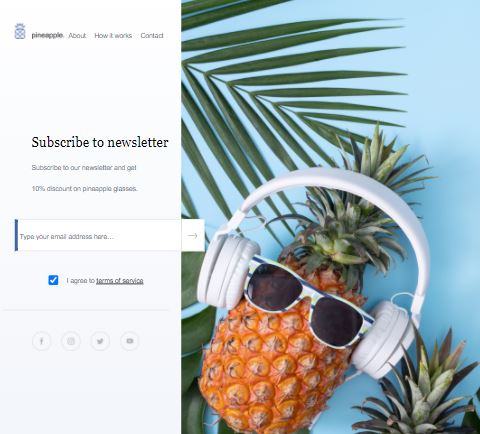 pineapple. About How it works Contact
Subscribe to newsletter
Subscribe to our newsletter and get
10% discount on pineapple glasses.
Type your email address here…
I agree to terms of service